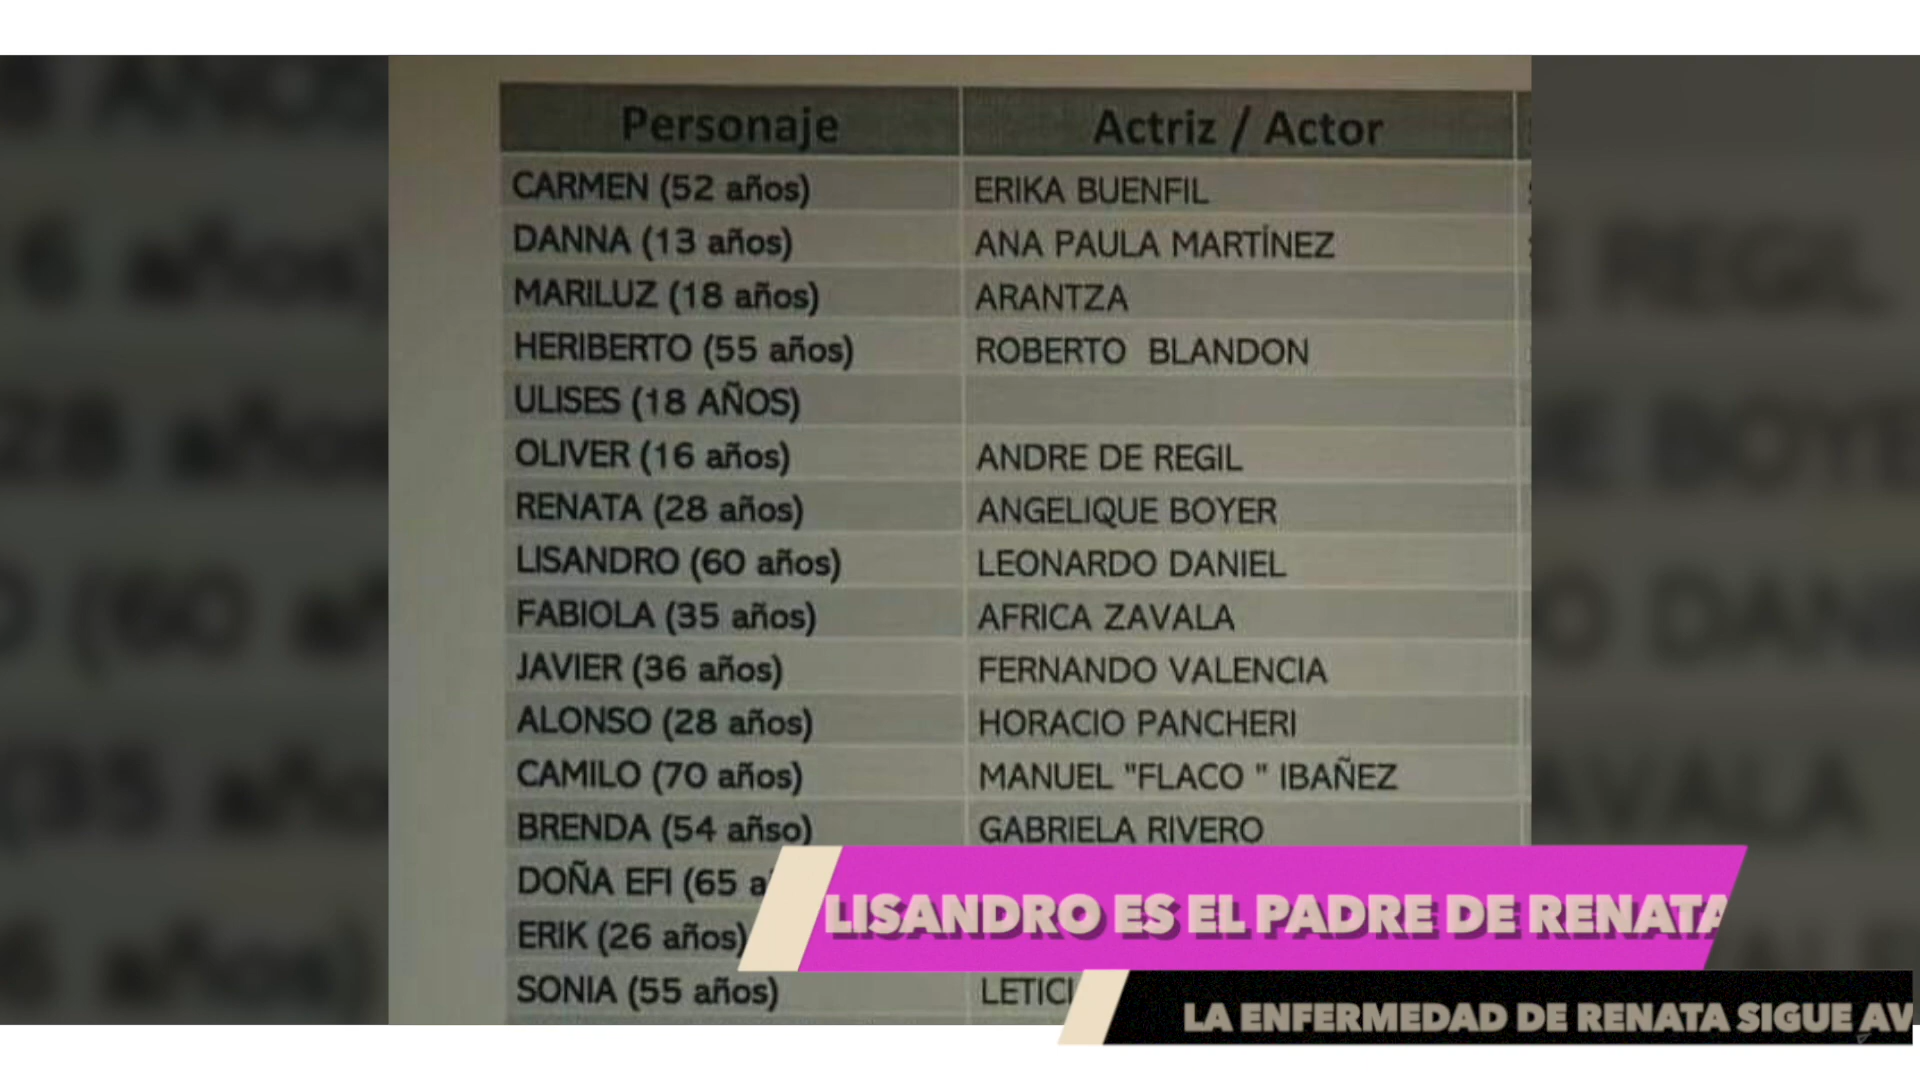 Personaje Actriz / Actor
CARMEN (52 años) ERIKA BUENFIL
DANNA (13 años) ANA PAULA MARTÍNEZ
MARILUZ (18 años) ARANTZA
HERIBERTO (55 años) ROBERTO BLANDON
ULISES (18 AÑOS)
OLIVER (16 años) ANDRE DE REGIL
RENATA (28 años) ANGELIQUE BOYER
LISANDRO (60 años) LEONARDO DANIEL
FABIOLA (35 años) AFRICA ZAVALA
JAVIER (36 años) FERNANDO VALENCIA
ALONSO (28 años) HORACIO PANCHERI
CAMILO (70 años) MANUEL "FLACO " IBAÑEZ
BRENDA (54 añso) GABRIELA RIVERO
DOÑA EFI (65 a
ERIK (26 años)
SONIA (55 años) LETICI
LISANDRO ES EL PADRE DE RENATA
LA ENFERMEDAD DE RENATA SIGUE AV